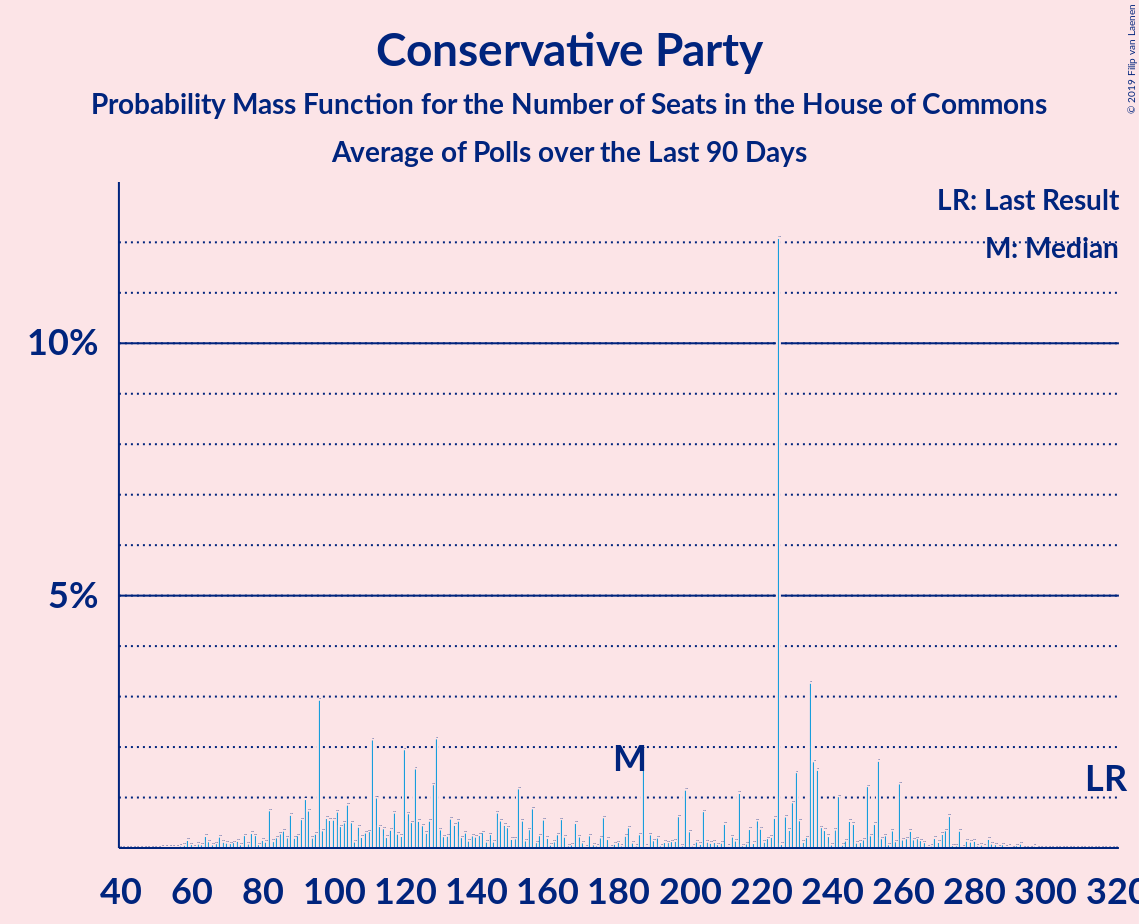 Conservative Party
Probability Mass Function for the Number of Seats in the House of Commons
Average of Polls over the Last 90 Days
© 2019 Filip van Laenen
LR: Last Result
M: Median
10%
5%
M
LR
40 60 80 100 120 140 160 180 200 220 240 260 280 300 320